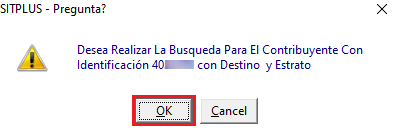 SITPLUS - Pregunta?
Desea Realizar La Busqueda Para El Contribuyente Con
Identificación 40 con Destino y Estrato
OK
Cancel